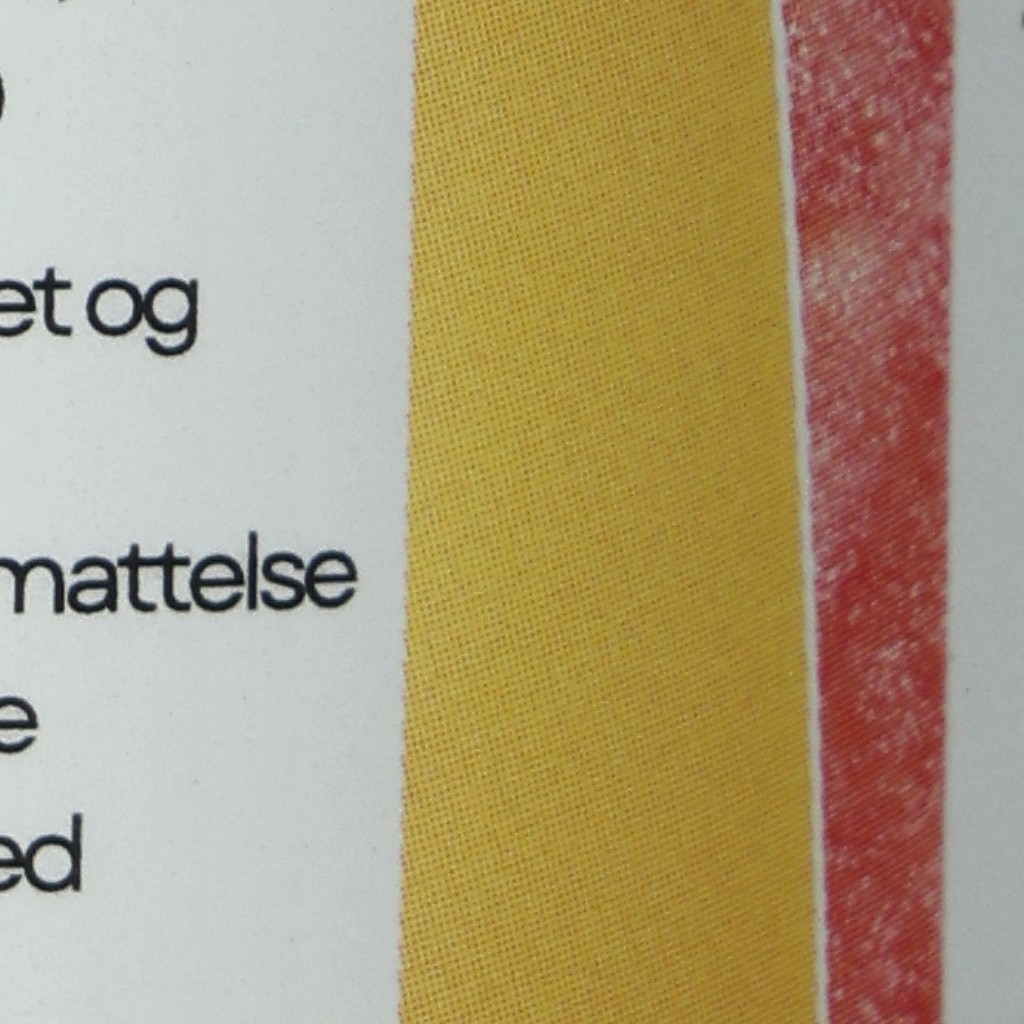 et og
mattelse
e
ed